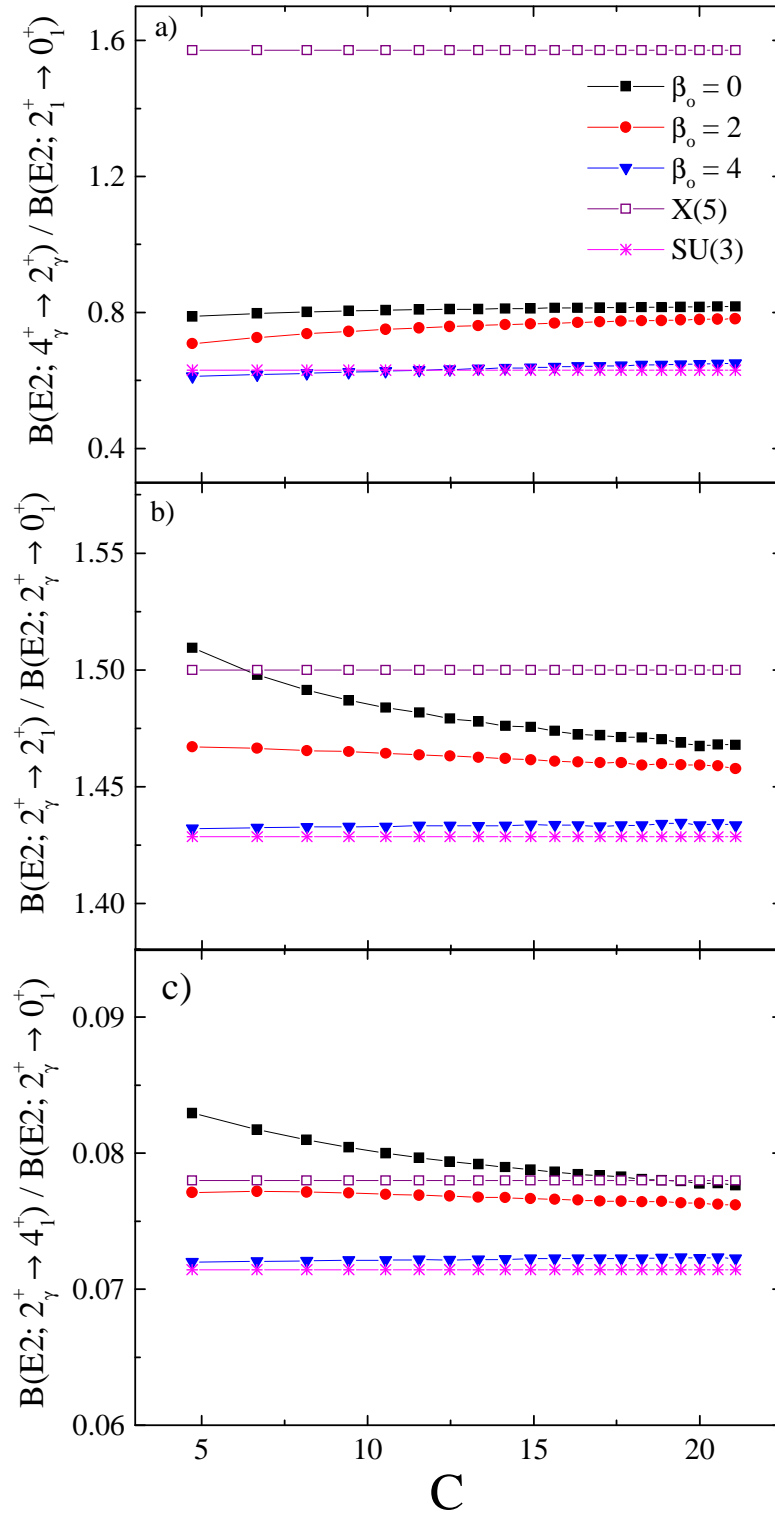 a)
1.6
1.2
0.8
0.4
B(E2; 4γ+ → 2γ+) / B(E2; 21+ → 01+)
βo = 0
βo = 2
βo = 4
X(5)
SU(3)
b)
1.55
1.50
1.45
1.40
B(E2; 2γ+ → 21+) / B(E2; 2γ+ → 01+)
c)
0.09
0.08
0.07
0.06
B(E2; 2γ+ → 41+) / B(E2; 2γ+ → 01+)
5 10 15 20
C